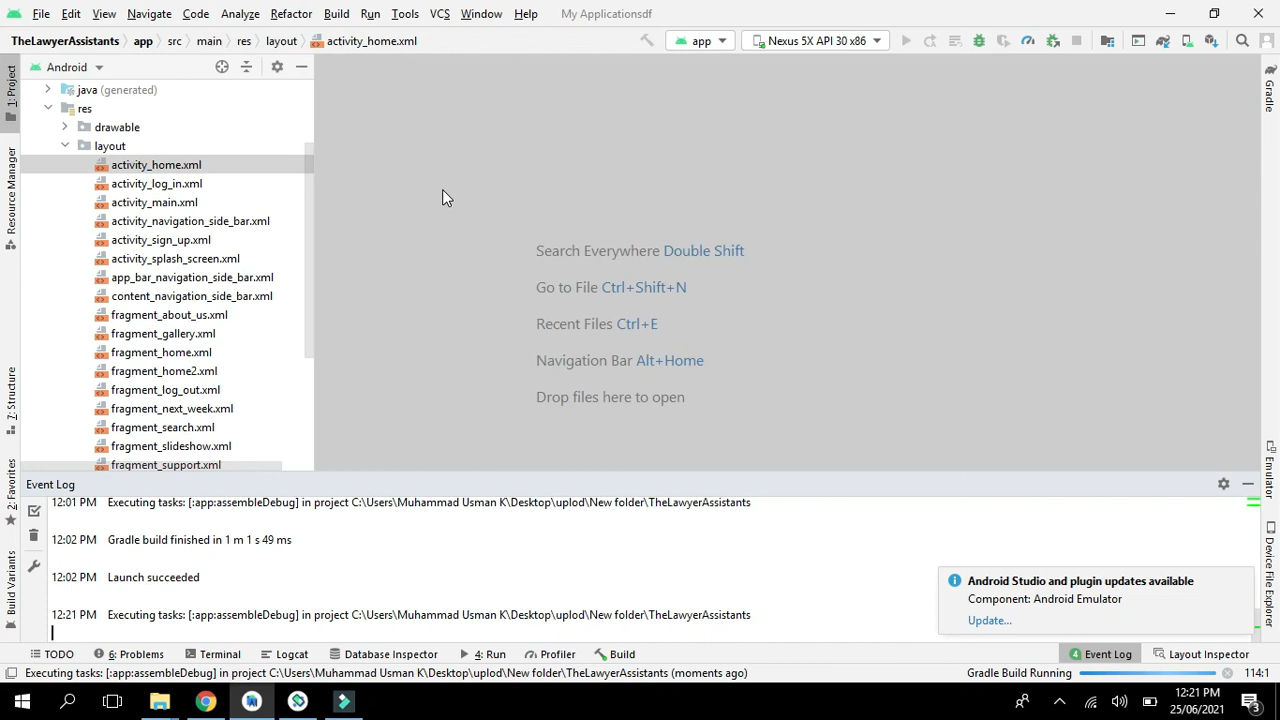 File Edit View Navigate Code Analyze Refactor Build Run Tools VCS Window Help My Applicationsdf
TheLawyerAssistants app src main res layout activity_home.xml app Nexus 5X API 30 x86
Android
java (generated)
res
drawable
layout
activity_home.xml
activity_log_in.xml
activity_main.xml
activity_navigation_side_bar.xml
activity_sign_up.xml
activity_splash_screen.xml
app_bar_navigation_side_bar.xml
content_navigation_side_bar.xml
fragment_about_us.xml
fragment_gallery.xml
fragment_home.xml
fragment_home2.xml
fragment_log_out.xml
fragment_next_week.xml
fragment_search.xml
fragment_slideshow.xml
fragment_support.xml
1: Project
Resource Manager
7: Structure
2: Favorites
Build Variants
Search Everywhere Double Shift
Go to File Ctrl+Shift+N
Recent Files Ctrl+E
Navigation Bar Alt+Home
Drop files here to open
Gradle
Emulator
Device File Explorer
Event Log
12:01 PM Executing tasks: [:app:assembleDebug] in project C:\Users\Muhammad Usman K\Desktop\uplod\New folder\TheLawyerAssistants
12:02 PM Gradle build finished in 1 m 1 s 49 ms
12:02 PM Launch succeeded
12:21 PM Executing tasks: [:app:assembleDebug] in project C:\Users\Muhammad Usman K\Desktop\uplod\New folder\TheLawyerAssistants
Android Studio and plugin updates available
Component: Android Emulator
Update...
TODO 6: Problems Terminal Logcat Database Inspector 4: Run Profiler Build 4 Event Log Layout Inspector
Executing tasks: [:app:assembleDebug] in project C:\Users\Muhammad Usman K\Desktop\uplod\New folder\TheLawyerAssistants (moments ago) Gradle Build Running 114:1
12:21 PM
25/06/2021
3